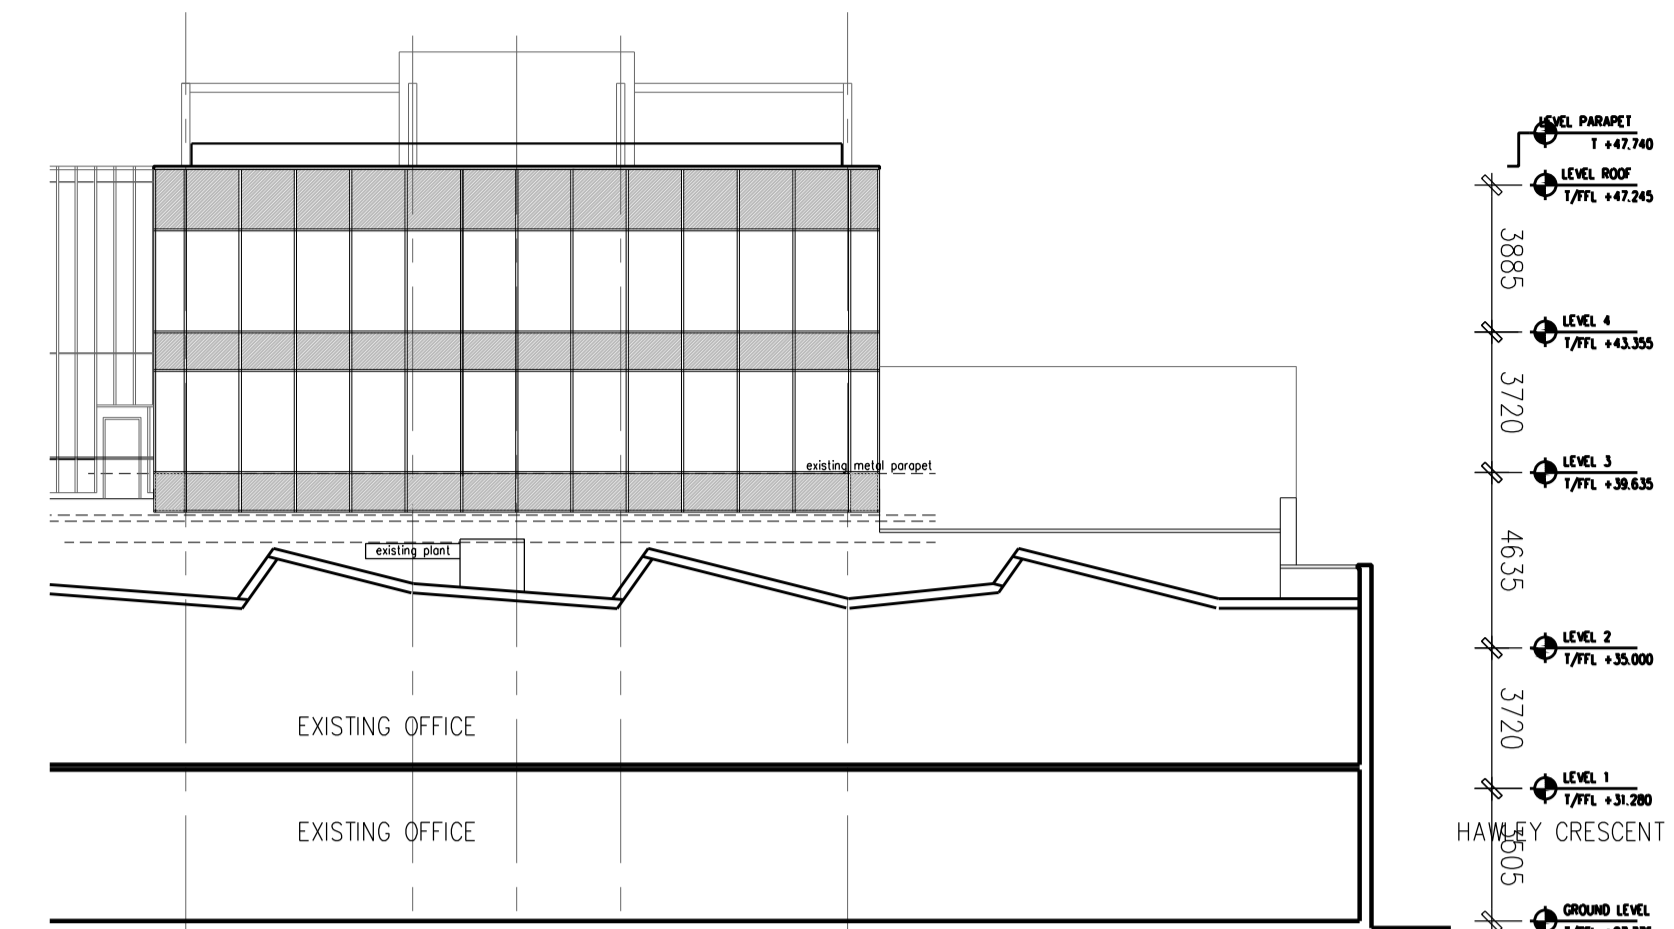 LEVEL PARAPET
T +47.740
LEVEL ROOF
T/FFL +47.245
3885
LEVEL 4
T/FFL +43.355
3720
existing metal parapet
LEVEL 3
T/FFL +39.635
4635
existing plant
LEVEL 2
T/FFL +35.000
3720
EXISTING OFFICE
LEVEL 1
T/FFL +31.280
EXISTING OFFICE
HAWLEY CRESCENT
3605
GROUND LEVEL